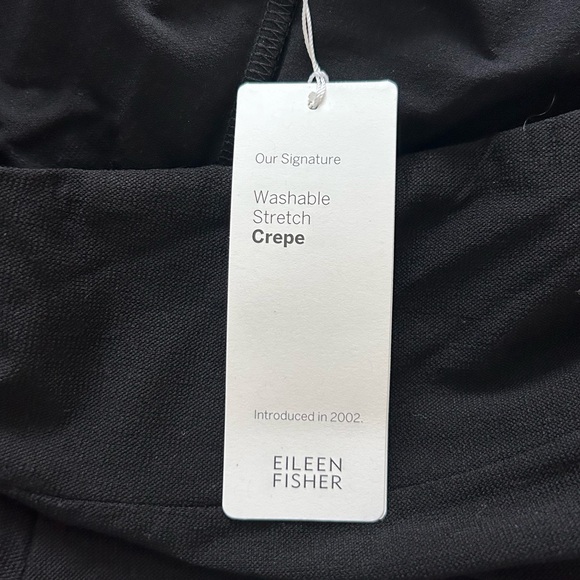 Our Signature
Washable
Stretch
Crepe
Introduced in 2002.
EILEEN
FISHER